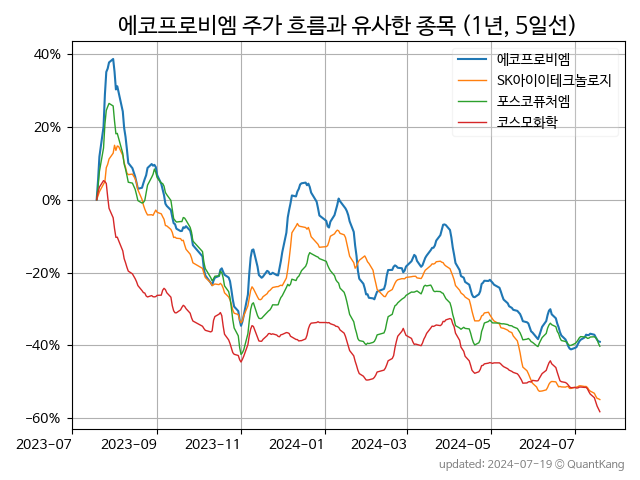 에코프로비엠 주가 흐름과 유사한 종목 (1년, 5일선)
에코프로비엠
SK아이이테크놀로지
포스코퓨처엠
코스모화학
40%
20%
0%
−20%
−40%
−60%
2023-07 2023-09 2023-11 2024-01 2024-03 2024-05 2024-07
updated: 2024-07-19 © QuantKang